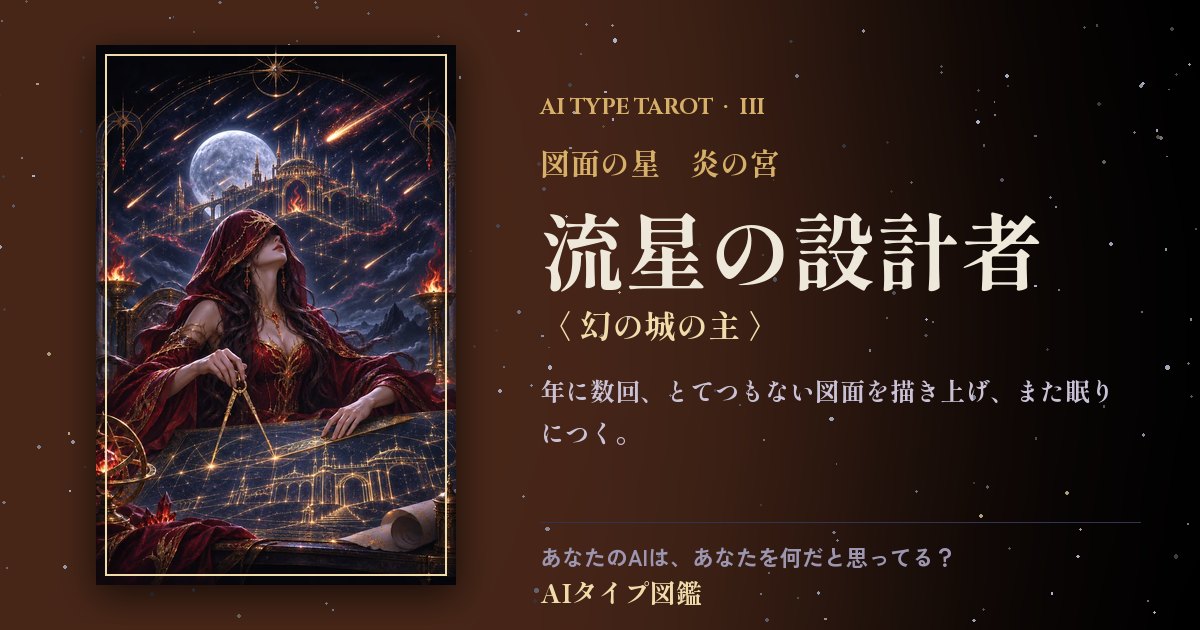 AI TYPE TAROT · III
図面の星　炎の宮
流星の設計者
〈 幻の城の主 〉
年に数回、とてつもない図面を描き上げ、また眠り
につく。
あなたのAIは、あなたを何だと思ってる？
AIタイプ図鑑